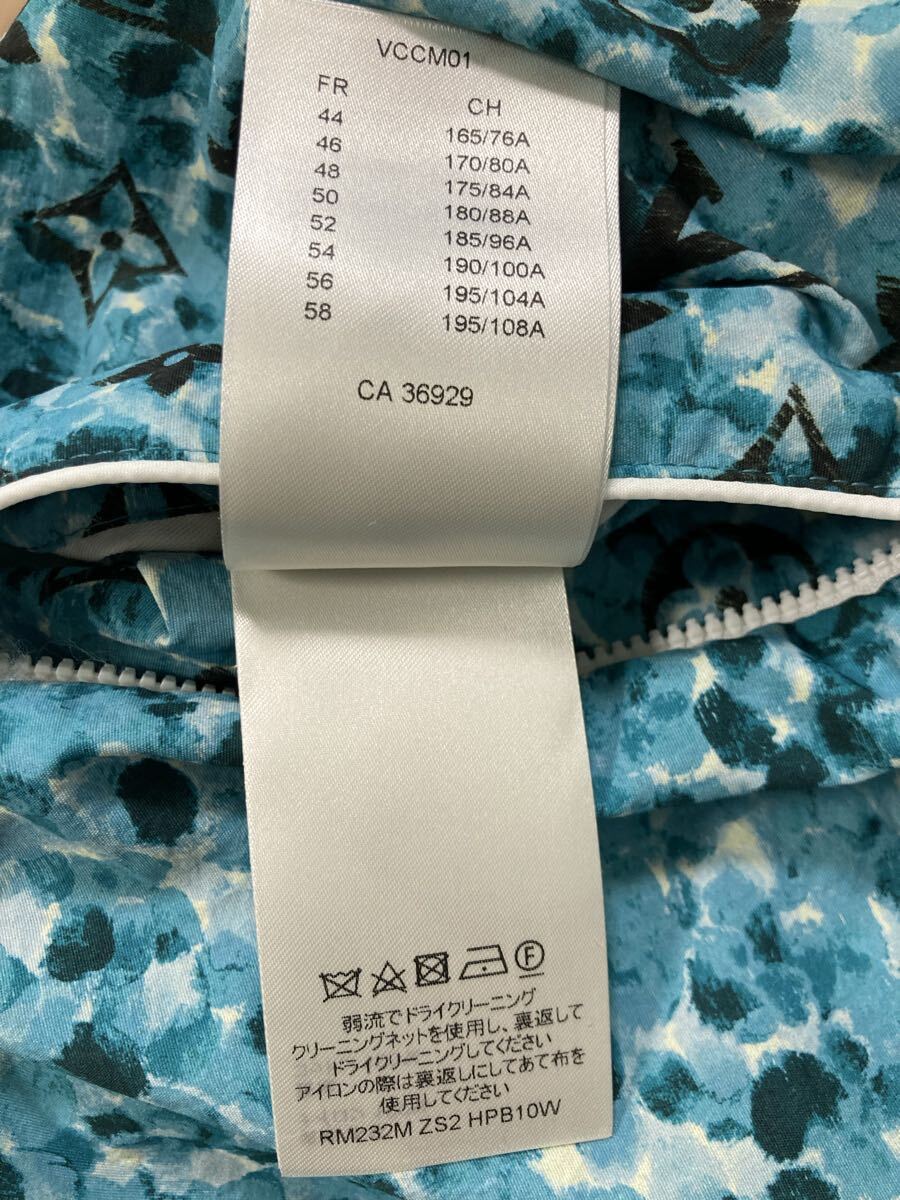 VCCM01
FR CH
44 165/76A
46 170/80A
48 175/84A
50 180/88A
52 185/96A
54 190/100A
56 195/104A
58 195/108A
CA 36929
F
弱流でドライクリーニング
クリーニングネットを使用し、裏返して
ドライクリーニングしてください
アイロンの際は裏返しにしてあて布を
使用してください
RM232M ZS2 HPB10W